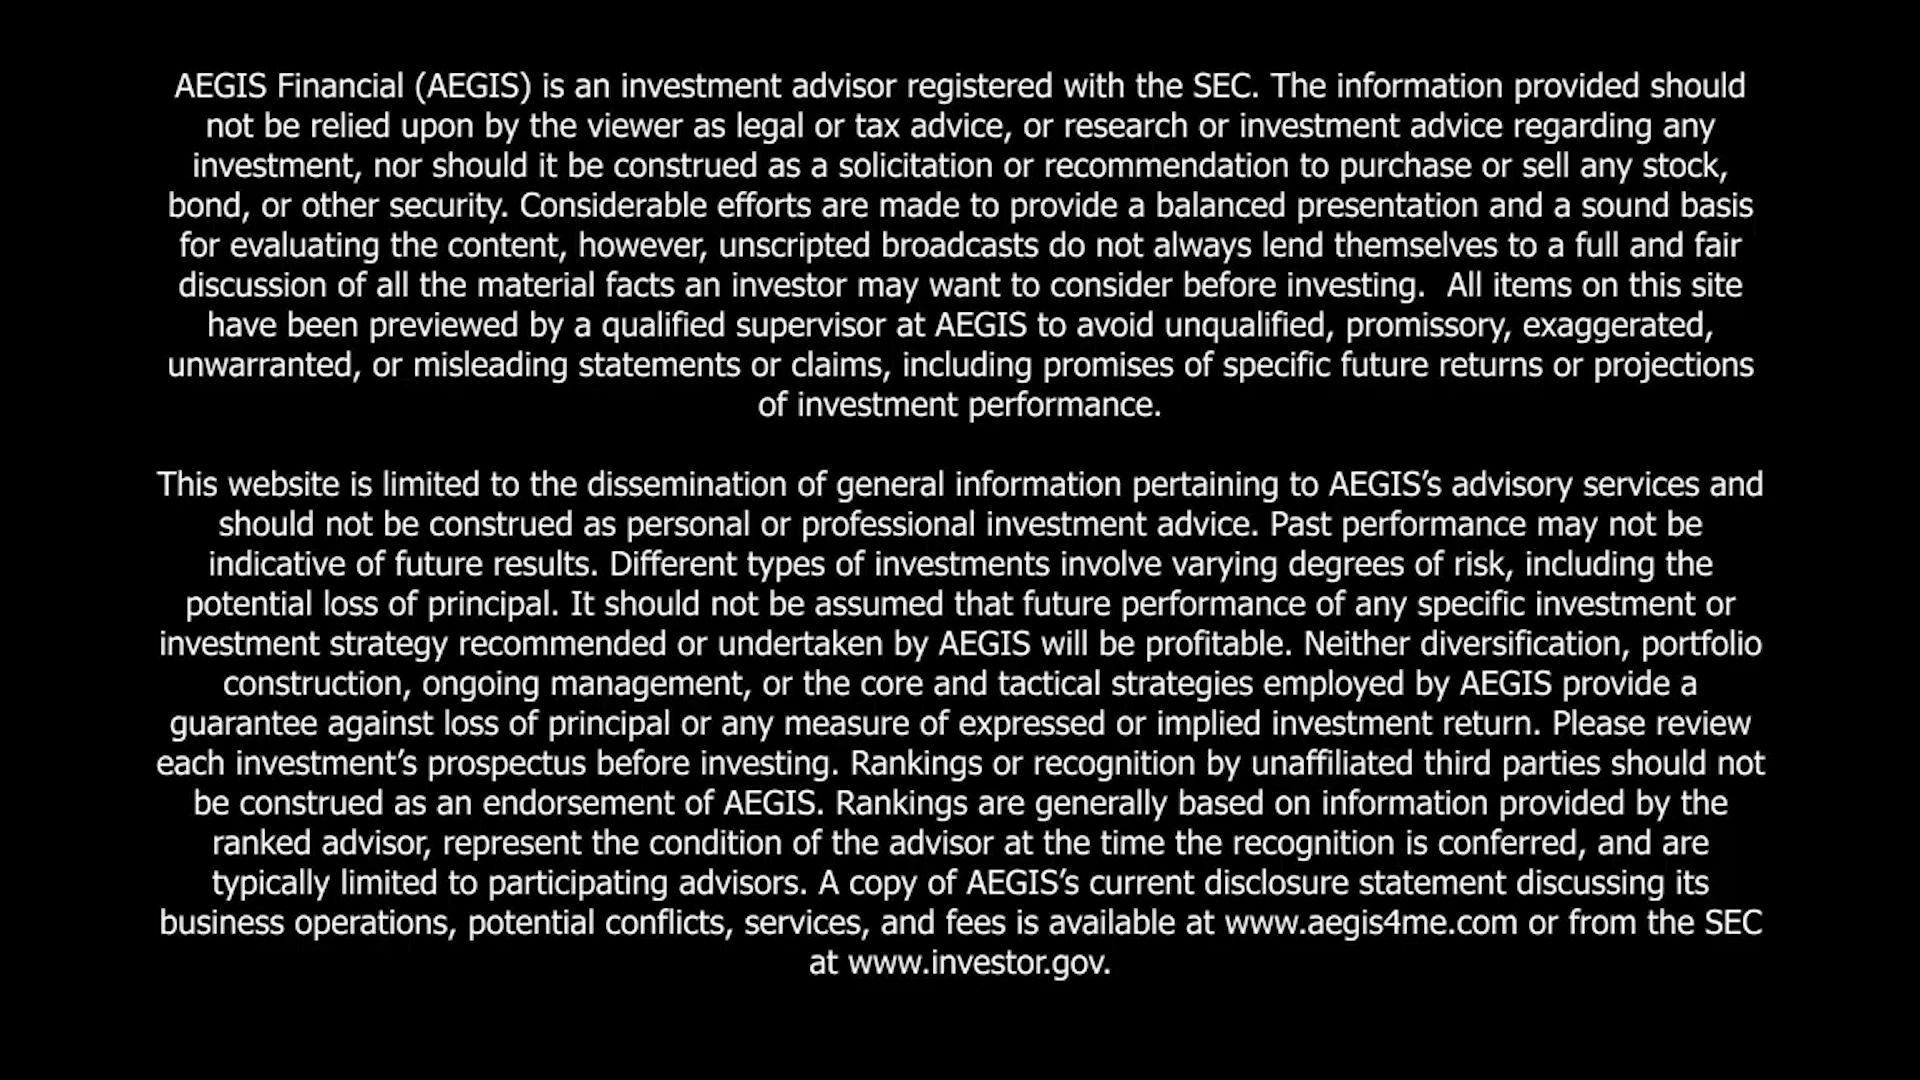 AEGIS Financial (AEGIS) is an investment advisor registered with the SEC. The information provided should
not be relied upon by the viewer as legal or tax advice, or research or investment advice regarding any
investment, nor should it be construed as a solicitation or recommendation to purchase or sell any stock,
bond, or other security. Considerable efforts are made to provide a balanced presentation and a sound basis
for evaluating the content, however, unscripted broadcasts do not always lend themselves to a full and fair
discussion of all the material facts an investor may want to consider before investing.  All items on this site
have been previewed by a qualified supervisor at AEGIS to avoid unqualified, promissory, exaggerated,
unwarranted, or misleading statements or claims, including promises of specific future returns or projections
of investment performance.
This website is limited to the dissemination of general information pertaining to AEGIS’s advisory services and
should not be construed as personal or professional investment advice. Past performance may not be
indicative of future results. Different types of investments involve varying degrees of risk, including the
potential loss of principal. It should not be assumed that future performance of any specific investment or
investment strategy recommended or undertaken by AEGIS will be profitable. Neither diversification, portfolio
construction, ongoing management, or the core and tactical strategies employed by AEGIS provide a
guarantee against loss of principal or any measure of expressed or implied investment return. Please review
each investment’s prospectus before investing. Rankings or recognition by unaffiliated third parties should not
be construed as an endorsement of AEGIS. Rankings are generally based on information provided by the
ranked advisor, represent the condition of the advisor at the time the recognition is conferred, and are
typically limited to participating advisors. A copy of AEGIS’s current disclosure statement discussing its
business operations, potential conflicts, services, and fees is available at www.aegis4me.com or from the SEC
at www.investor.gov.